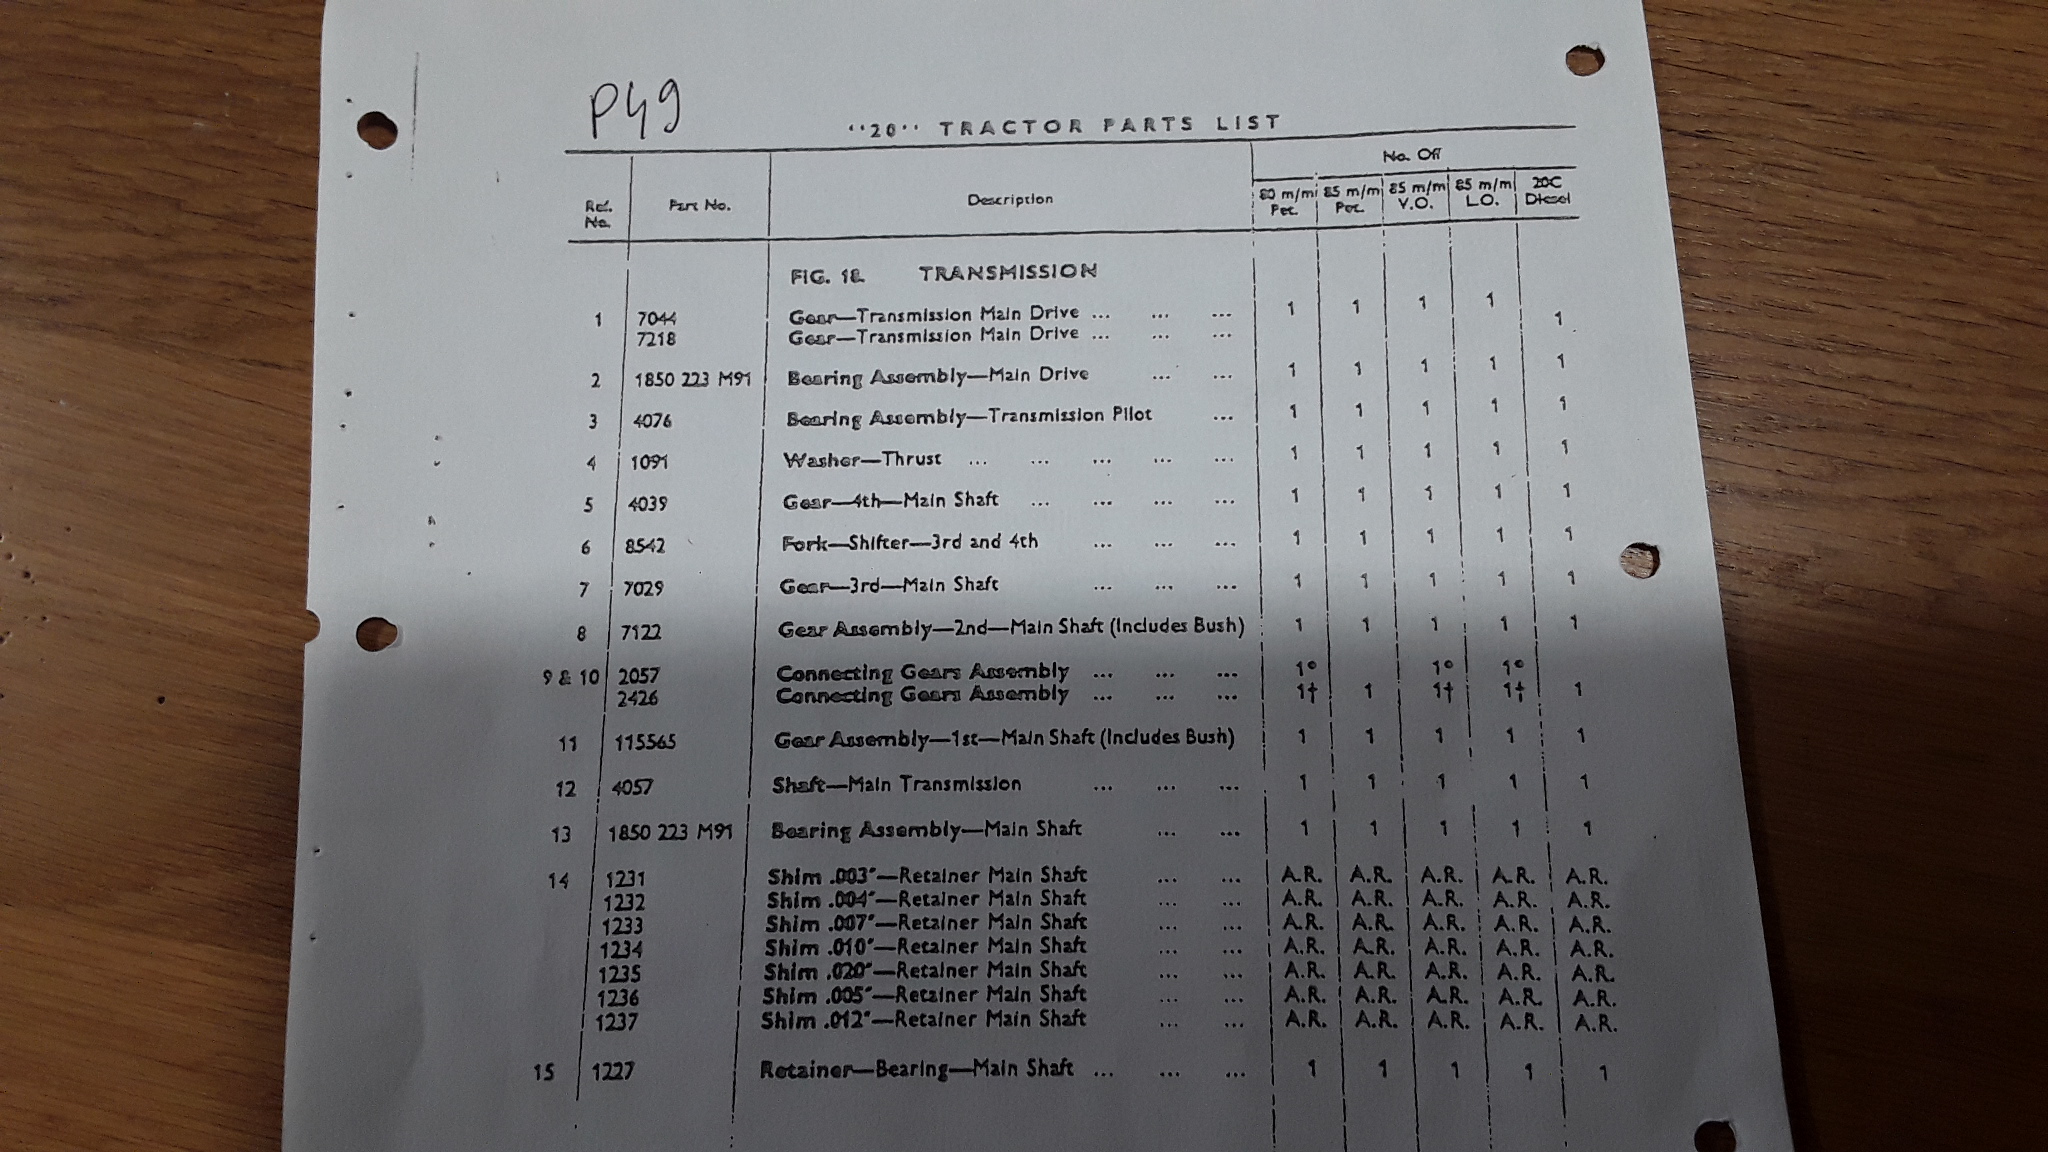 P49
"20" TRACTOR PARTS LIST
Ref. No. Part No. Description No. Off
80 m/m Pet. 85 m/m Pet. 85 m/m V.O. 85 m/m L.O. 20C Diesel
FIG. 18. TRANSMISSION
1 7044 Gear—Transmission Main Drive ... ... ... 1 1 1 1
7218 Gear—Transmission Main Drive ... ... ... 1
2 1850 223 M91 Bearing Assembly—Main Drive ... ... 1 1 1 1 1
3 4076 Bearing Assembly—Transmission Pilot ... 1 1 1 1 1
4 1091 Washer—Thrust ... ... ... ... ... 1 1 1 1 1
5 4039 Gear—4th—Main Shaft ... ... ... ... 1 1 1 1 1
6 8542 Fork—Shifter—3rd and 4th ... ... ... 1 1 1 1 1
7 7029 Gear—3rd—Main Shaft ... ... ... 1 1 1 1 1
8 7122 Gear Assembly—2nd—Main Shaft (Includes Bush) 1 1 1 1 1
9 & 10 2057 Connecting Gears Assembly ... ... ... 1° 1° 1°
2426 Connecting Gears Assembly ... ... ... 1† 1 1† 1† 1
11 115565 Gear Assembly—1st—Main Shaft (Includes Bush) 1 1 1 1 1
12 4057 Shaft—Main Transmission ... ... ... 1 1 1 1 1
13 1850 223 M91 Bearing Assembly—Main Shaft ... ... 1 1 1 1 1
14 1231 Shim .003"—Retainer Main Shaft ... ... A.R. A.R. A.R. A.R. A.R.
1232 Shim .004"—Retainer Main Shaft ... ... A.R. A.R. A.R. A.R. A.R.
1233 Shim .007"—Retainer Main Shaft ... ... A.R. A.R. A.R. A.R. A.R.
1234 Shim .010"—Retainer Main Shaft ... ... A.R. A.R. A.R. A.R. A.R.
1235 Shim .020"—Retainer Main Shaft ... ... A.R. A.R. A.R. A.R. A.R.
1236 Shim .005"—Retainer Main Shaft ... ... A.R. A.R. A.R. A.R. A.R.
1237 Shim .012"—Retainer Main Shaft ... ... A.R. A.R. A.R. A.R. A.R.
15 1227 Retainer—Bearing—Main Shaft ... ... ... 1 1 1 1 1